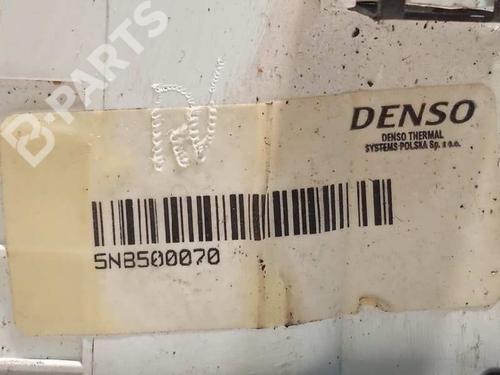 B-PARTS
DENSO
DENSO THERMAL
SYSTEMS POLSKA Sp. z o.o.
5NB500070